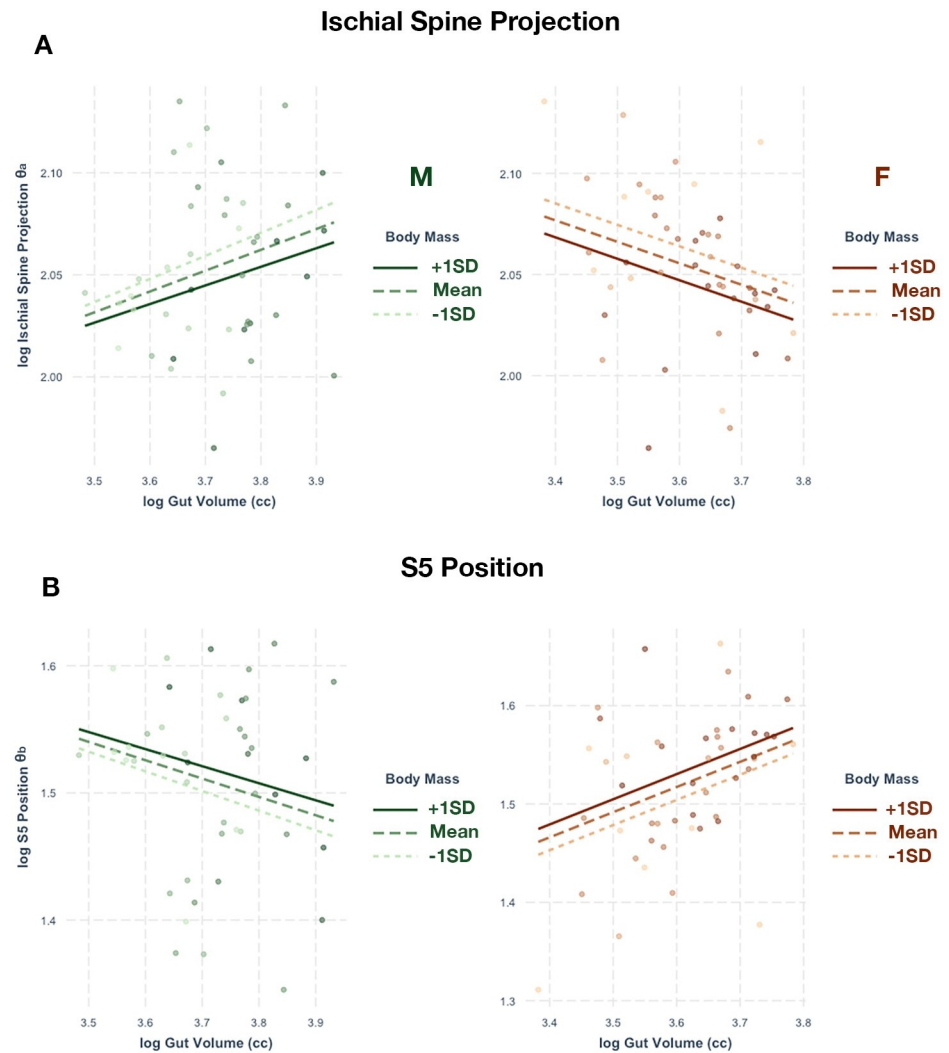 Ischial Spine Projection
A
log Ischial Spine Projection θa
2.10
2.05
2.00
3.5 3.6 3.7 3.8 3.9
log Gut Volume (cc)
M
Body Mass
+1SD
Mean
-1SD
2.10
2.05
2.00
3.4 3.5 3.6 3.7 3.8
log Gut Volume (cc)
F
Body Mass
+1SD
Mean
-1SD
S5 Position
B
log S5 Position θb
1.6
1.5
1.4
3.5 3.6 3.7 3.8 3.9
log Gut Volume (cc)
Body Mass
+1SD
Mean
-1SD
1.6
1.5
1.4
1.3
3.4 3.5 3.6 3.7 3.8
log Gut Volume (cc)
Body Mass
+1SD
Mean
-1SD